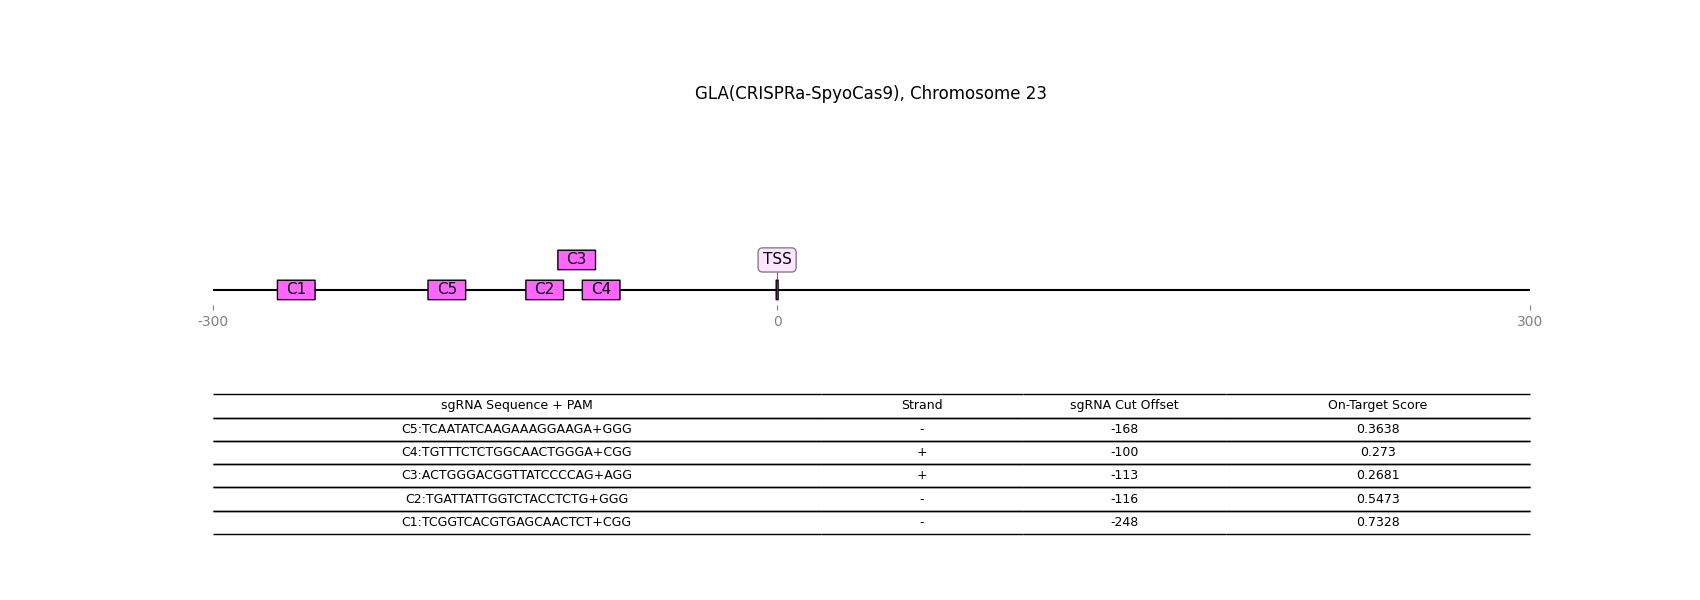 GLA(CRISPRa-SpyoCas9), Chromosome 23
C3 TSS
C1 C5 C2 C4
-300 0 300
sgRNA Sequence + PAM Strand sgRNA Cut Offset On-Target Score
C5:TCAATATCAAGAAAGGAAGA+GGG - -168 0.3638
C4:TGTTTCTCTGGCAACTGGGA+CGG + -100 0.273
C3:ACTGGGACGGTTATCCCCAG+AGG + -113 0.2681
C2:TGATTATTGGTCTACCTCTG+GGG - -116 0.5473
C1:TCGGTCACGTGAGCAACTCT+CGG - -248 0.7328